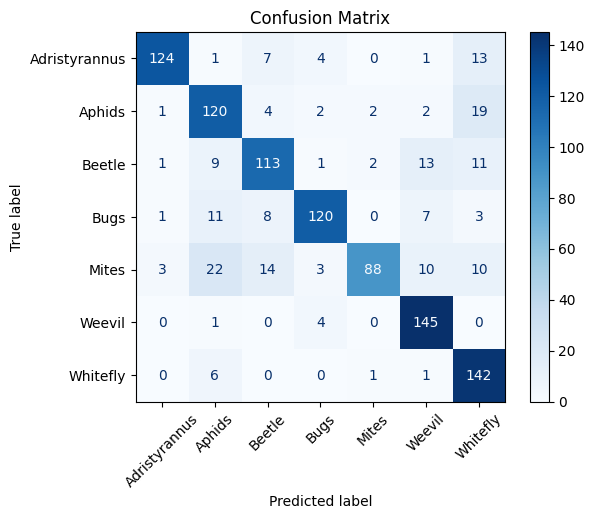 Confusion Matrix
True label
Adristyrannus 124 1 7 4 0 1 13
Aphids 1 120 4 2 2 2 19
Beetle 1 9 113 1 2 13 11
Bugs 1 11 8 120 0 7 3
Mites 3 22 14 3 88 10 10
Weevil 0 1 0 4 0 145 0
Whitefly 0 6 0 0 1 1 142
Adristyrannus Aphids Beetle Bugs Mites Weevil Whitefly
Predicted label
140
120
100
80
60
40
20
0